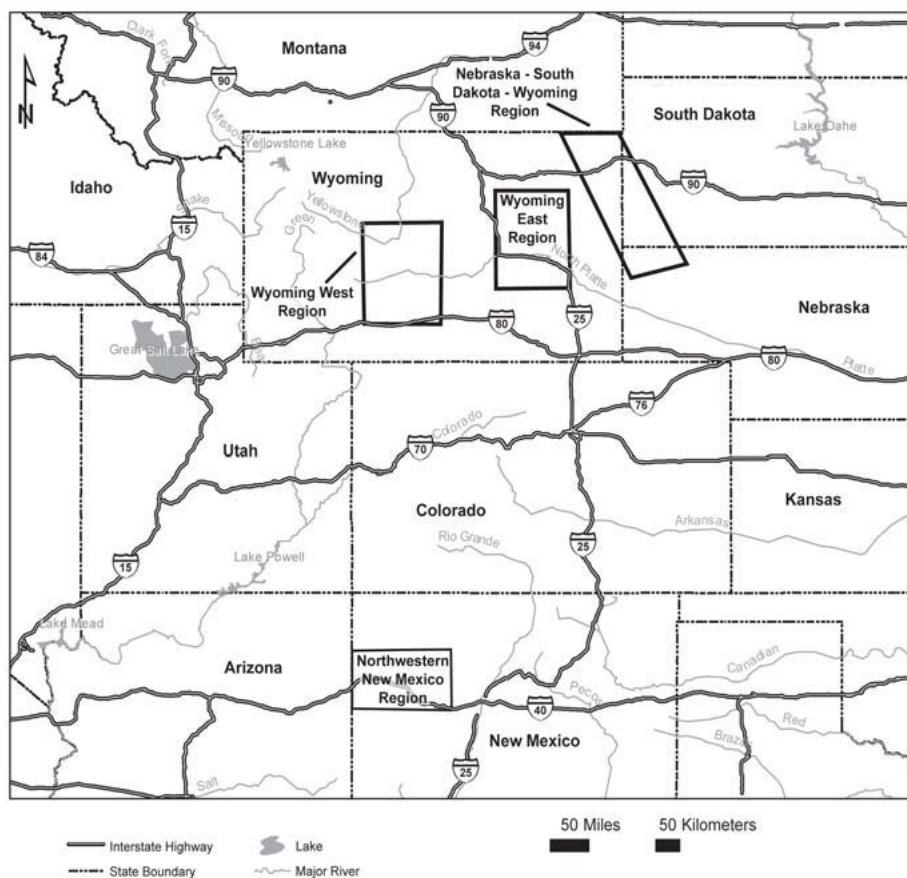 Montana
Clark Fork
94
90
Nebraska - South
Dakota - Wyoming
Region
90
South Dakota
Lake Oahe
Missouri
Yellowstone Lake
Idaho
Wyoming
Snake
15
Yellowstone
Green
Wyoming
East
Region
90
84
North Platte
Wyoming West
Region
Nebraska
80
25
Great Salt Lake
80
Platte
76
Utah
Colorado
70
Kansas
Colorado
Arkansas
Rio Grande
25
Lake Powell
15
Lake Mead
Arizona
Northwestern
New Mexico
Region
Canadian
Pecos
40
Red
New Mexico
Brazos
25
Salt
N
50 Miles
50 Kilometers
Interstate Highway
Lake
State Boundary
Major River